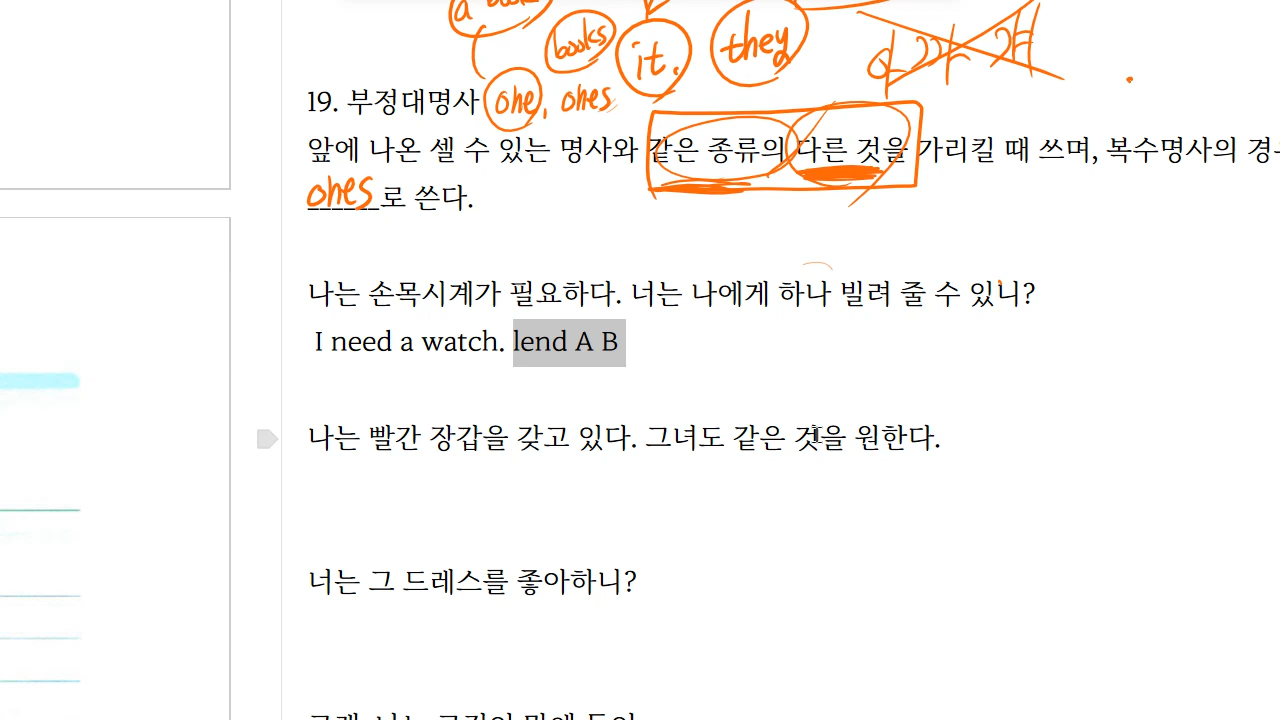 a book
books it. they
19. 부정대명사 one, ones
앞에 나온 셀 수 있는 명사와 같은 종류의 다른 것을 가리킬 때 쓰며, 복수명사의
ones로 쓴다.
나는 손목시계가 필요하다. 너는 나에게 하나 빌려 줄 수 있니?
I need a watch. lend A B
나는 빨간 장갑을 갖고 있다. 그녀도 같은 것을 원한다.
너는 그 드레스를 좋아하니?